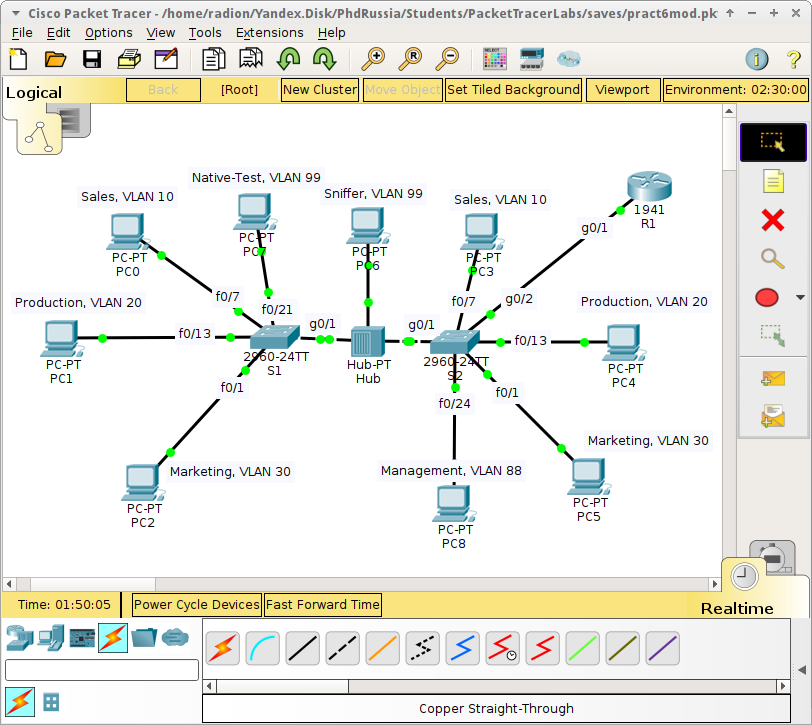 Cisco Packet Tracer - /home/radion/Yandex.Disk/PhdRussia/Students/PacketTracerLabs/saves/pract6mod.pk
File Edit Options View Tools Extensions Help
Logical
Back
[Root]
New Cluster
Move Object
Set Tiled Background
Viewport
Environment: 02:30:00
Native-Test, VLAN 99
Sales, VLAN 10
Sniffer, VLAN 99
Sales, VLAN 10
1941
R1
g0/1
PC-PT
PC7
PC-PT
PC6
PC-PT
PC0
PC-PT
PC3
f0/7
f0/21
f0/7
g0/2
Production, VLAN 20
Production, VLAN 20
f0/13
g0/1
g0/1
f0/13
PC-PT
PC1
2960-24TT
S1
Hub-PT
Hub
2960-24TT
S2
PC-PT
PC4
f0/1
f0/24
f0/1
Marketing, VLAN 30
Management, VLAN 88
Marketing, VLAN 30
PC-PT
PC2
PC-PT
PC8
PC-PT
PC5
Time: 01:50:05
Power Cycle Devices
Fast Forward Time
Realtime
Copper Straight-Through